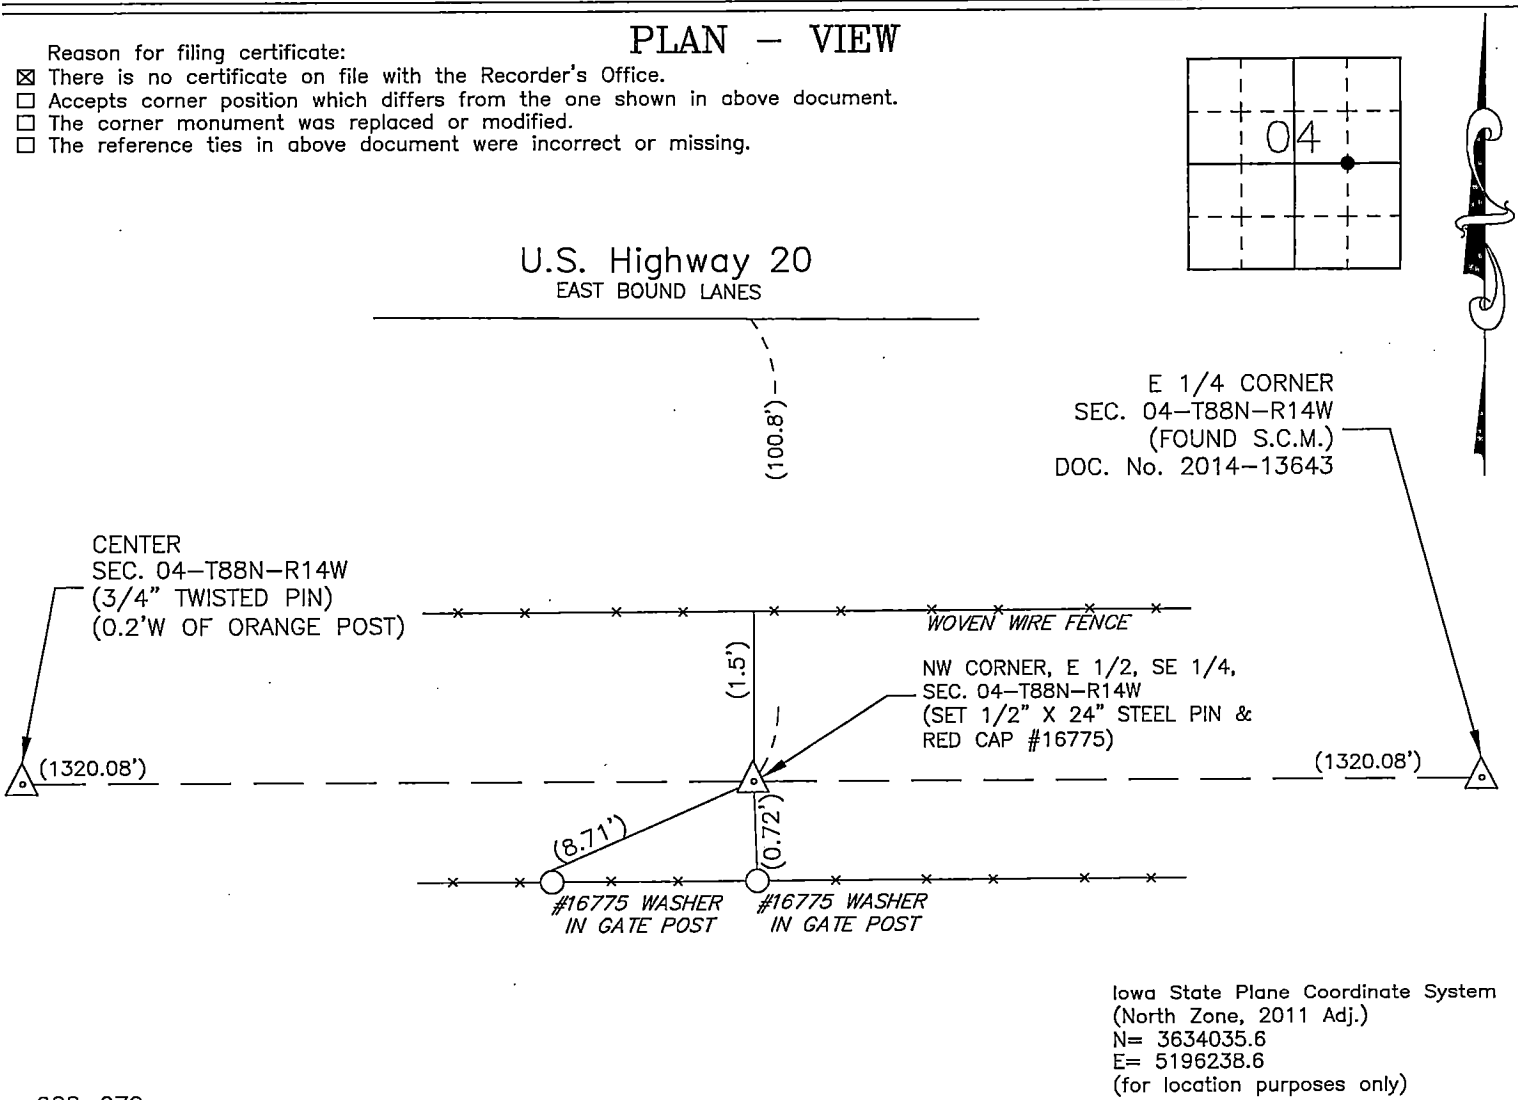 PLAN – VIEW
Reason for filing certificate:
☒ There is no certificate on file with the Recorder's Office.
☐ Accepts corner position which differs from the one shown in above document.
☐ The corner monument was replaced or modified.
☐ The reference ties in above document were incorrect or missing.
04
U.S. Highway 20
EAST BOUND LANES
(100.8')
E 1/4 CORNER
SEC. 04–T88N–R14W
(FOUND S.C.M.)
DOC. No. 2014–13643
CENTER
SEC. 04–T88N–R14W
(3/4" TWISTED PIN)
(0.2'W OF ORANGE POST)
WOVEN WIRE FENCE
(1.5')
NW CORNER, E 1/2, SE 1/4,
SEC. 04–T88N–R14W
(SET 1/2" X 24" STEEL PIN &
RED CAP #16775)
(1320.08')
(1320.08')
(8.71')
(0.72')
#16775 WASHER
IN GATE POST
#16775 WASHER
IN GATE POST
Iowa State Plane Coordinate System
(North Zone, 2011 Adj.)
N= 3634035.6
E= 5196238.6
(for location purposes only)